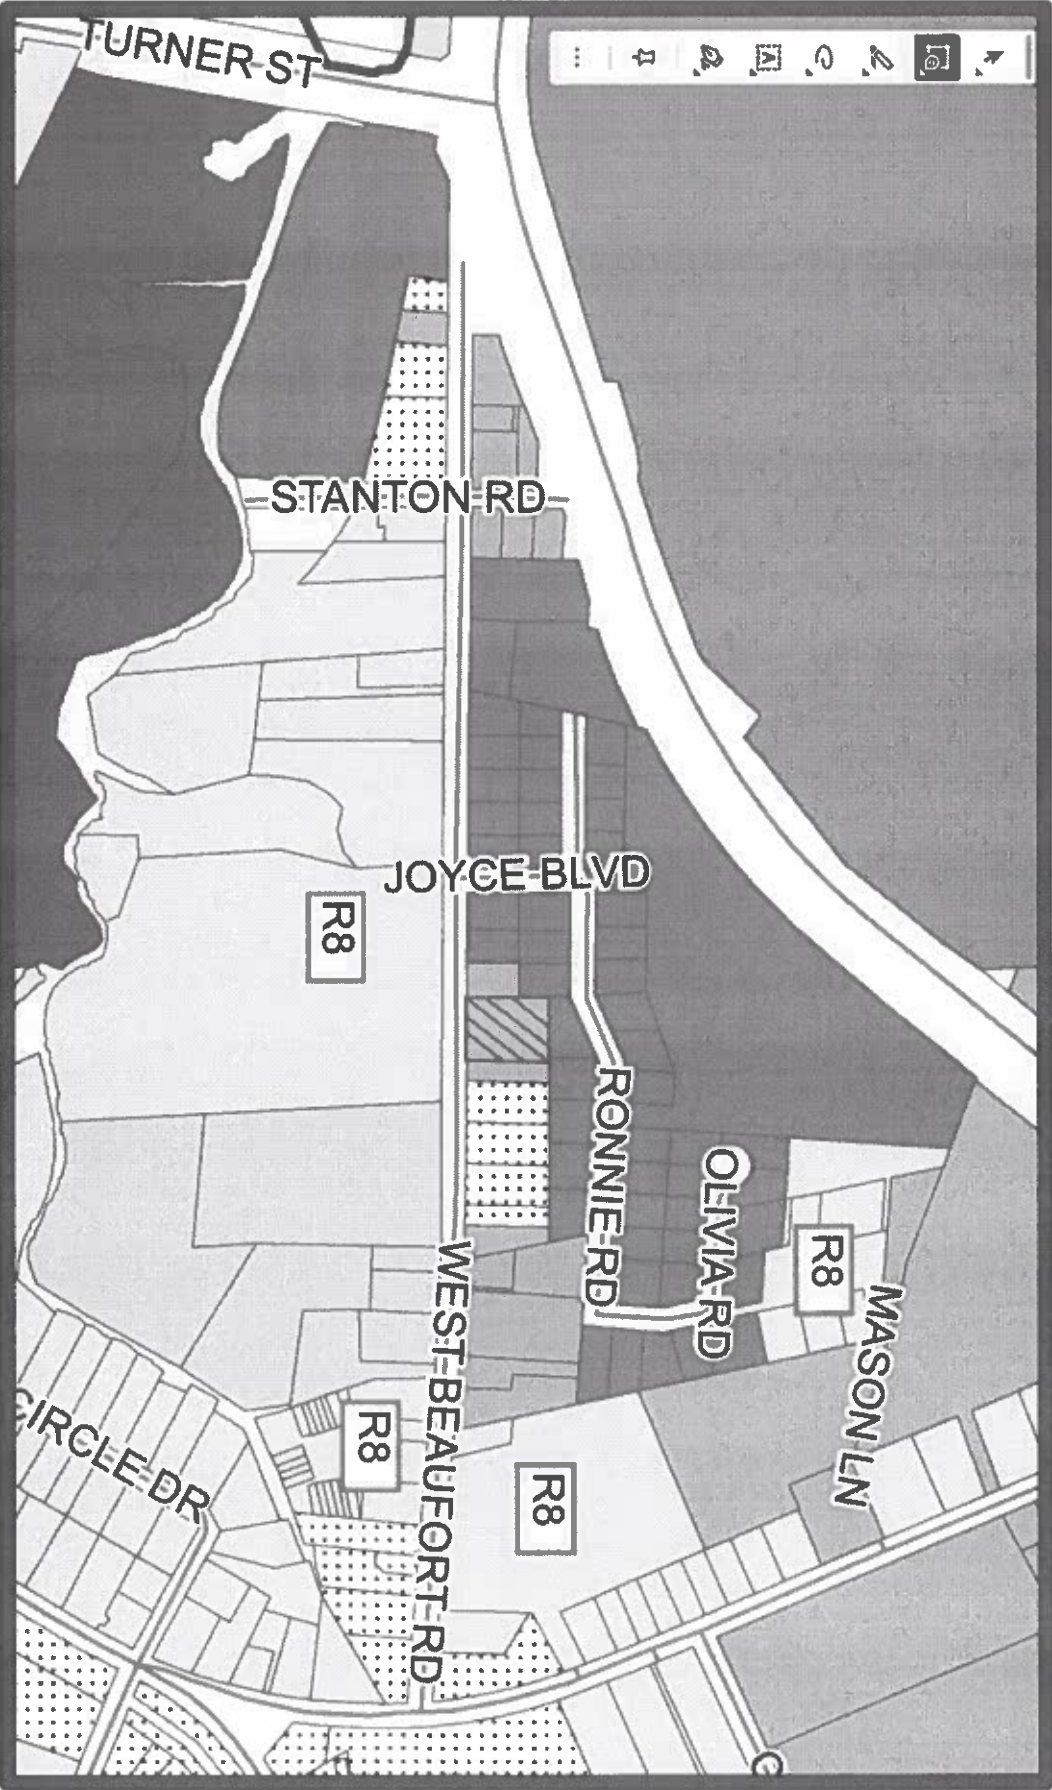 TURNER ST
STANTON RD
JOYCE BLVD
R8
RONNIE RD
OLIVIA RD
R8
MASON LN
WEST BEAUFORT RD
R8
R8
CIRCLE DR